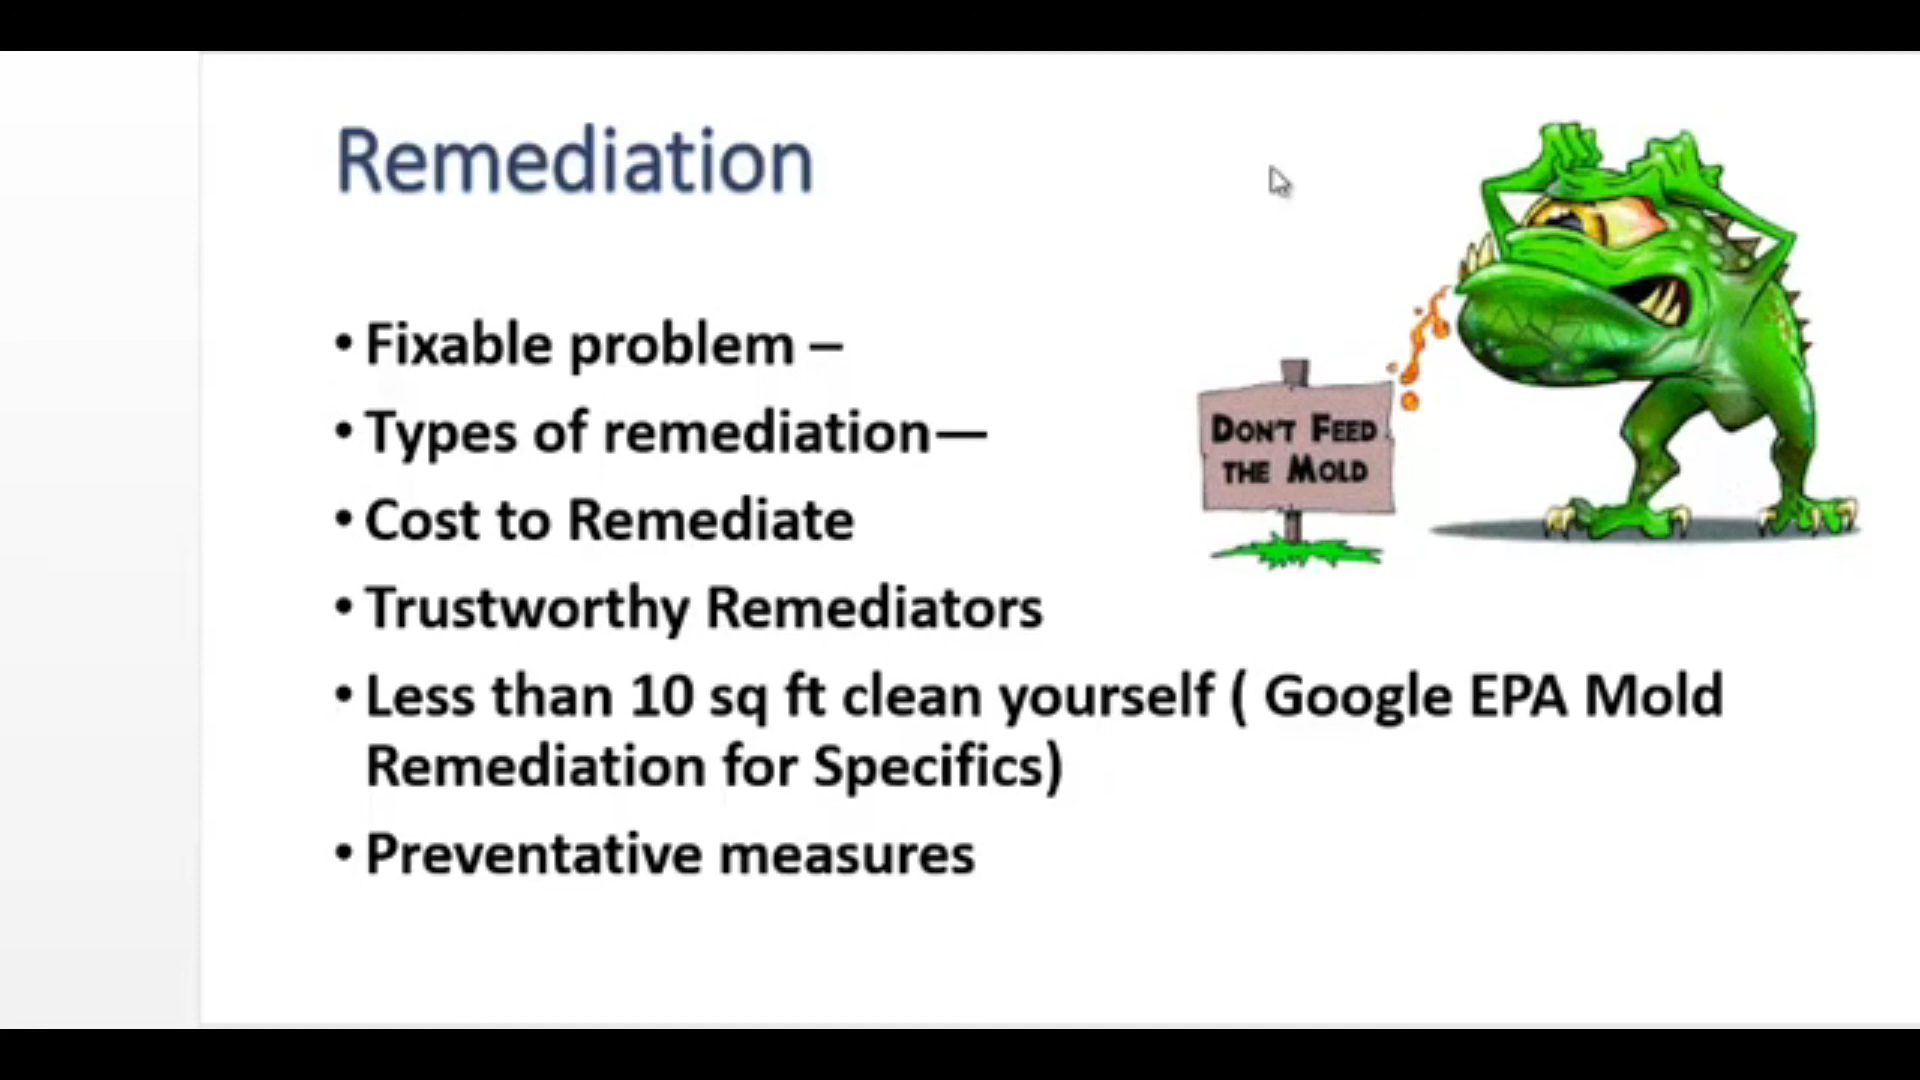 Remediation
• Fixable problem –
• Types of remediation—
• Cost to Remediate
• Trustworthy Remediators
• Less than 10 sq ft clean yourself ( Google EPA Mold
Remediation for Specifics)
• Preventative measures
DON'T FEED
THE MOLD